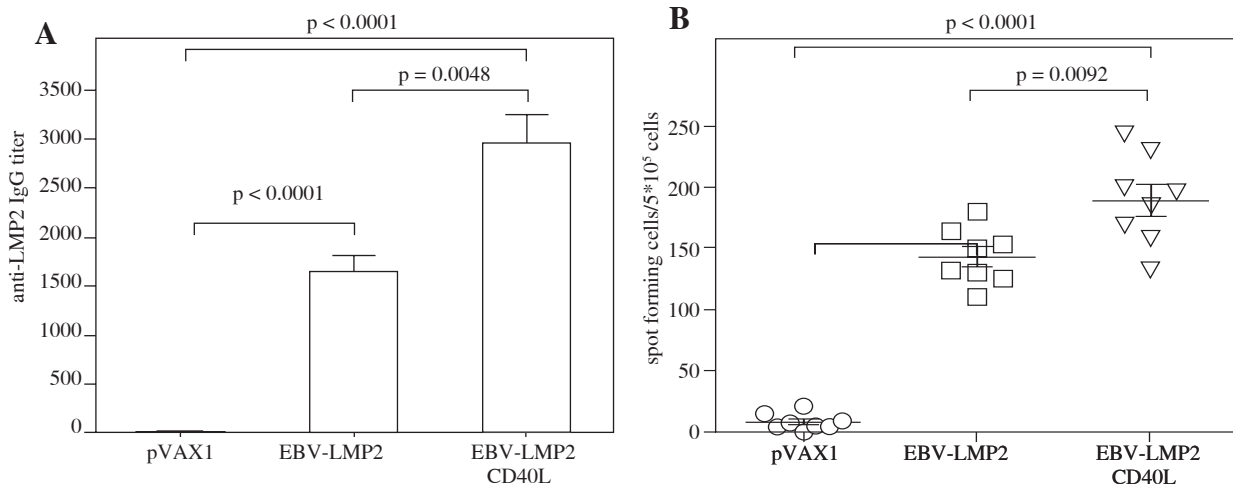 A
p < 0.0001
p = 0.0048
p < 0.0001
anti-LMP2 IgG titer
3500
3000
2500
2000
1500
1000
500
0
pVAX1
EBV-LMP2
EBV-LMP2
CD40L
B
p < 0.0001
p = 0.0092
spot forming cells/5*10⁵ cells
250
200
150
100
50
0
pVAX1
EBV-LMP2
EBV-LMP2
CD40L